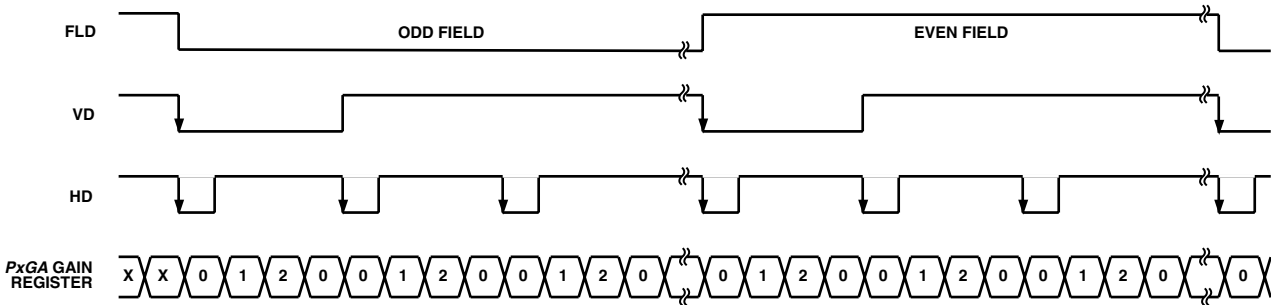 FLD
ODD FIELD
EVEN FIELD
VD
HD
PxGA GAIN
REGISTER
X X 0 1 2 0 0 1 2 0 0 1 2 0 0 1 2 0 0 1 2 0 0 1 2 0 0